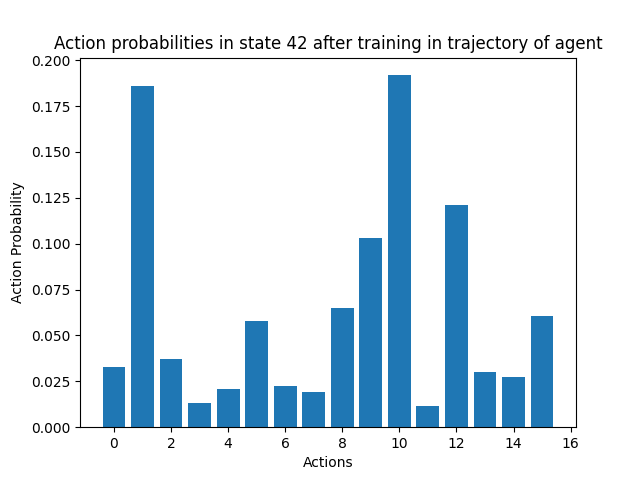 Action probabilities in state 42 after training in trajectory of agent
0.200
0.175
0.150
0.125
0.100
0.075
0.050
0.025
0.000
Action Probability
0 2 4 6 8 10 12 14 16
Actions